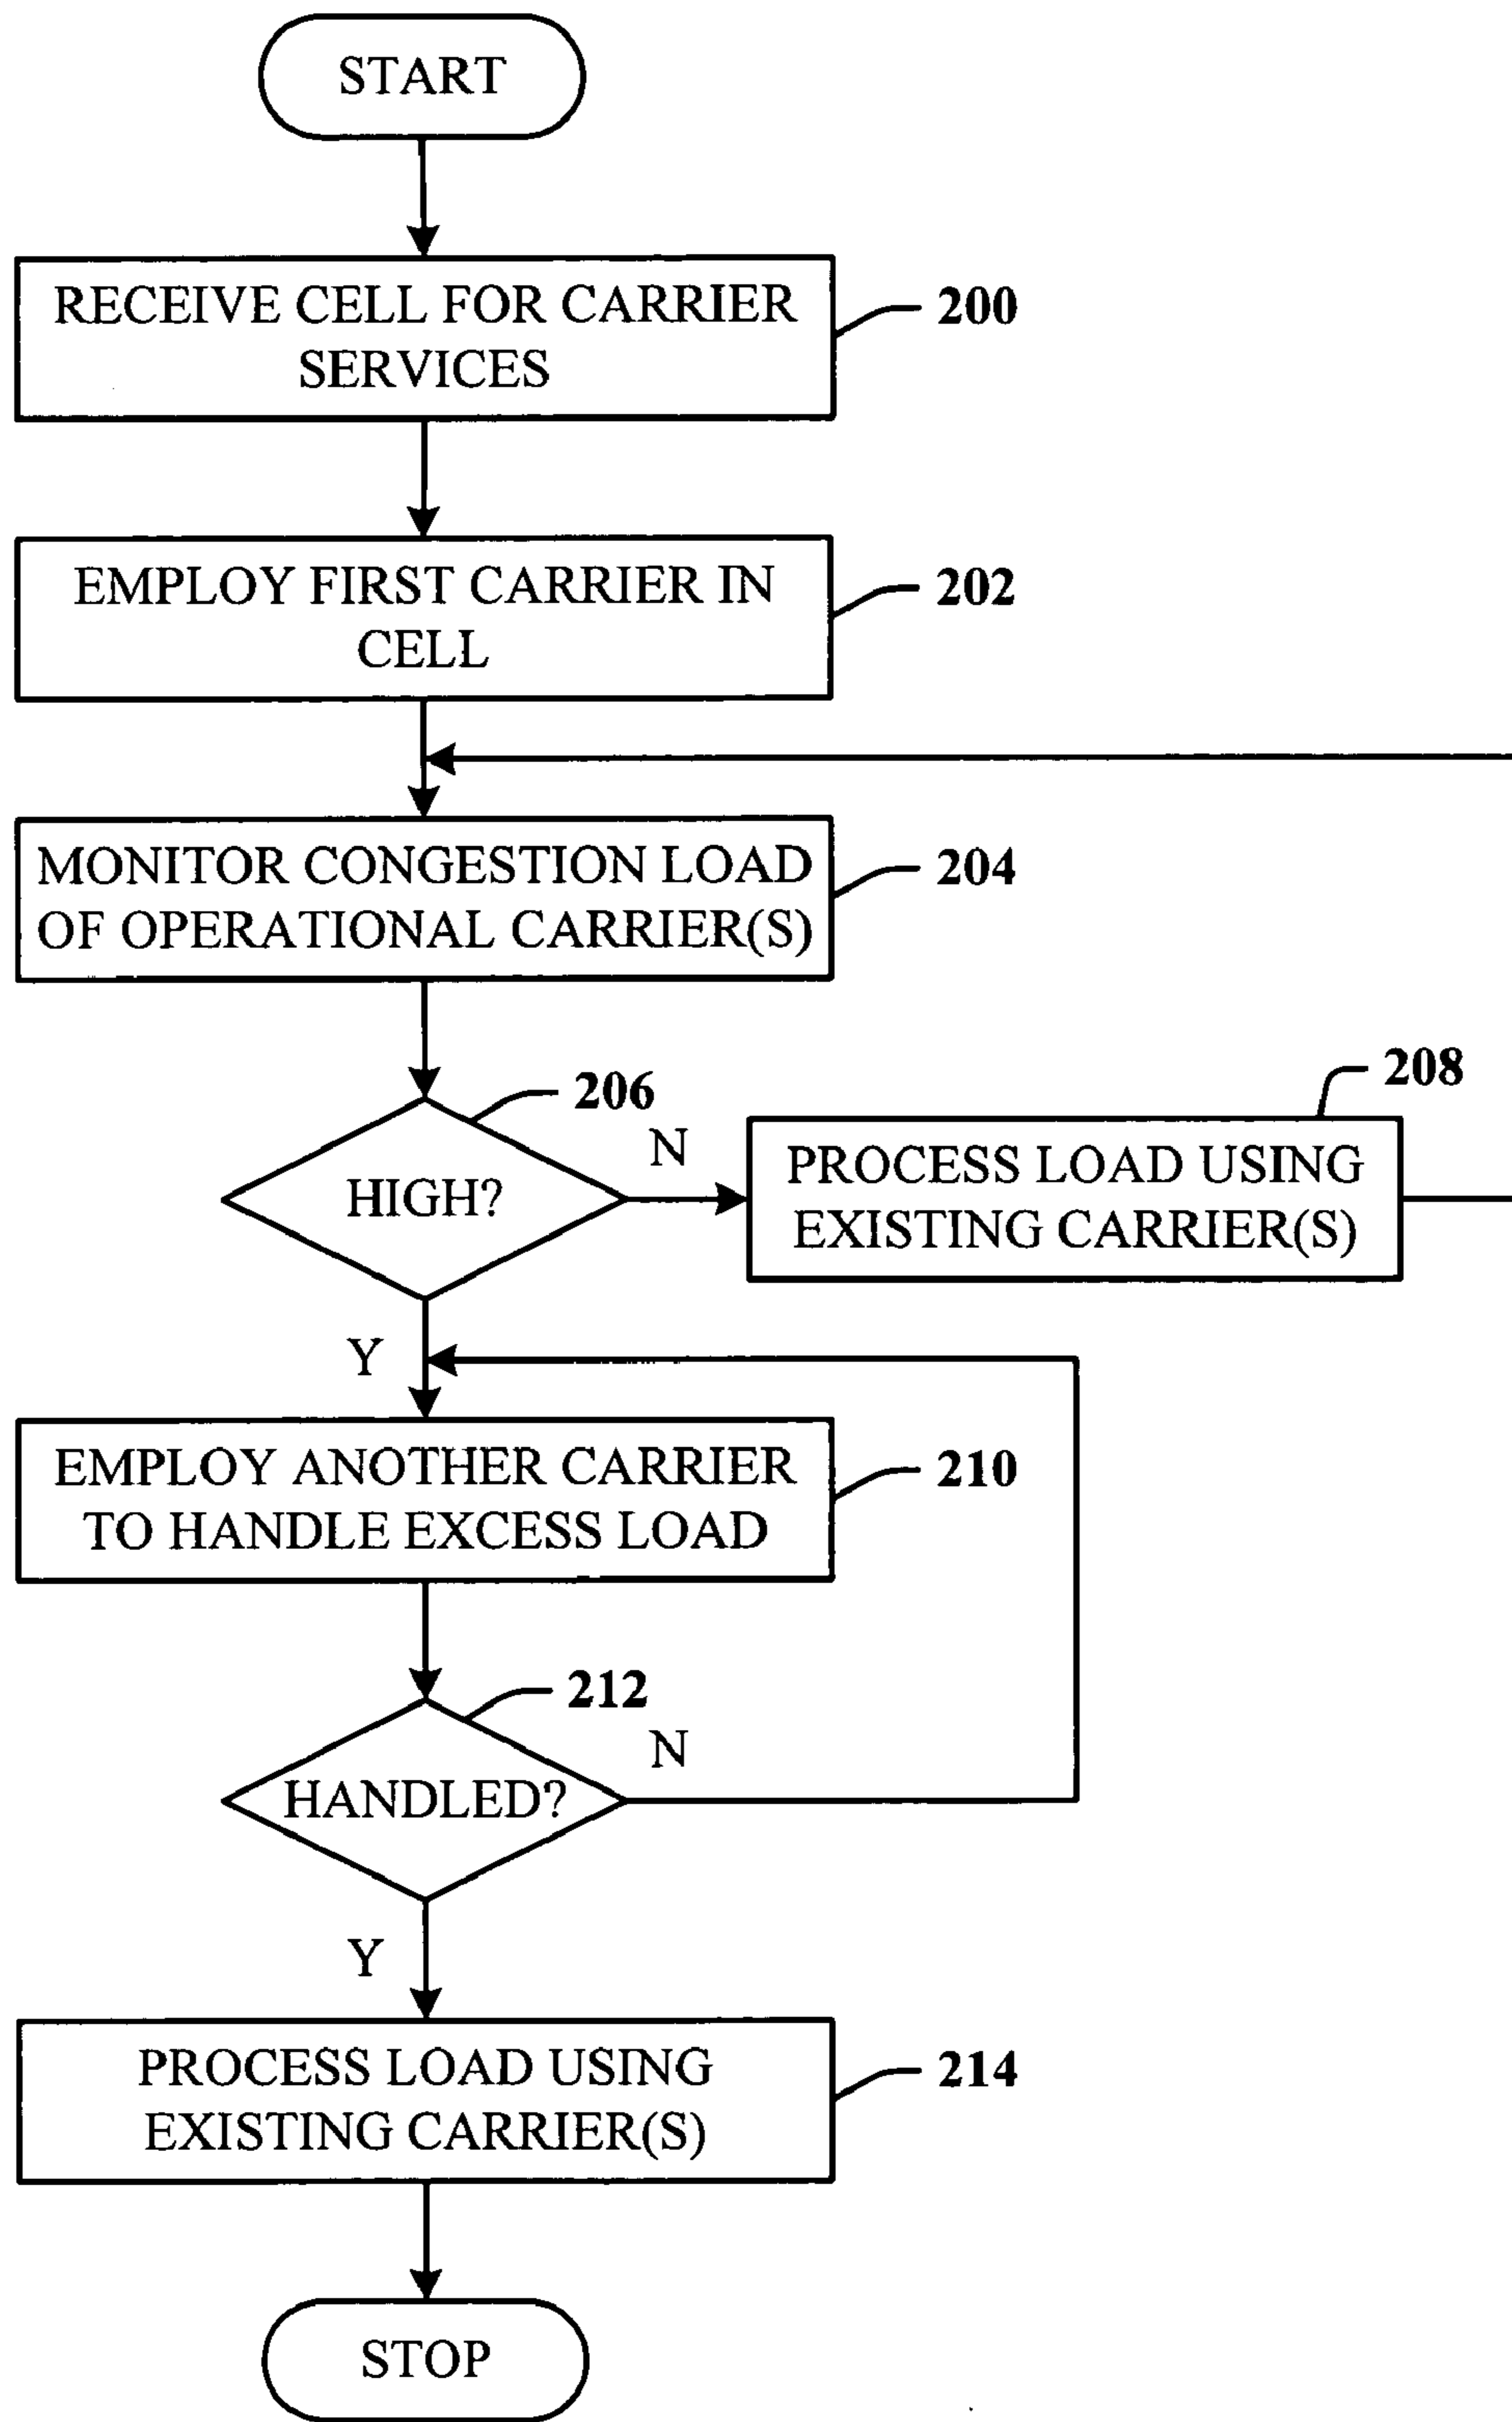 START
RECEIVE CELL FOR CARRIER
SERVICES
200
EMPLOY FIRST CARRIER IN
CELL
202
MONITOR CONGESTION LOAD
OF OPERATIONAL CARRIER(S)
204
206
HIGH?
N
208
PROCESS LOAD USING
EXISTING CARRIER(S)
Y
EMPLOY ANOTHER CARRIER
TO HANDLE EXCESS LOAD
210
212
HANDLED?
N
Y
PROCESS LOAD USING
EXISTING CARRIER(S)
214
STOP